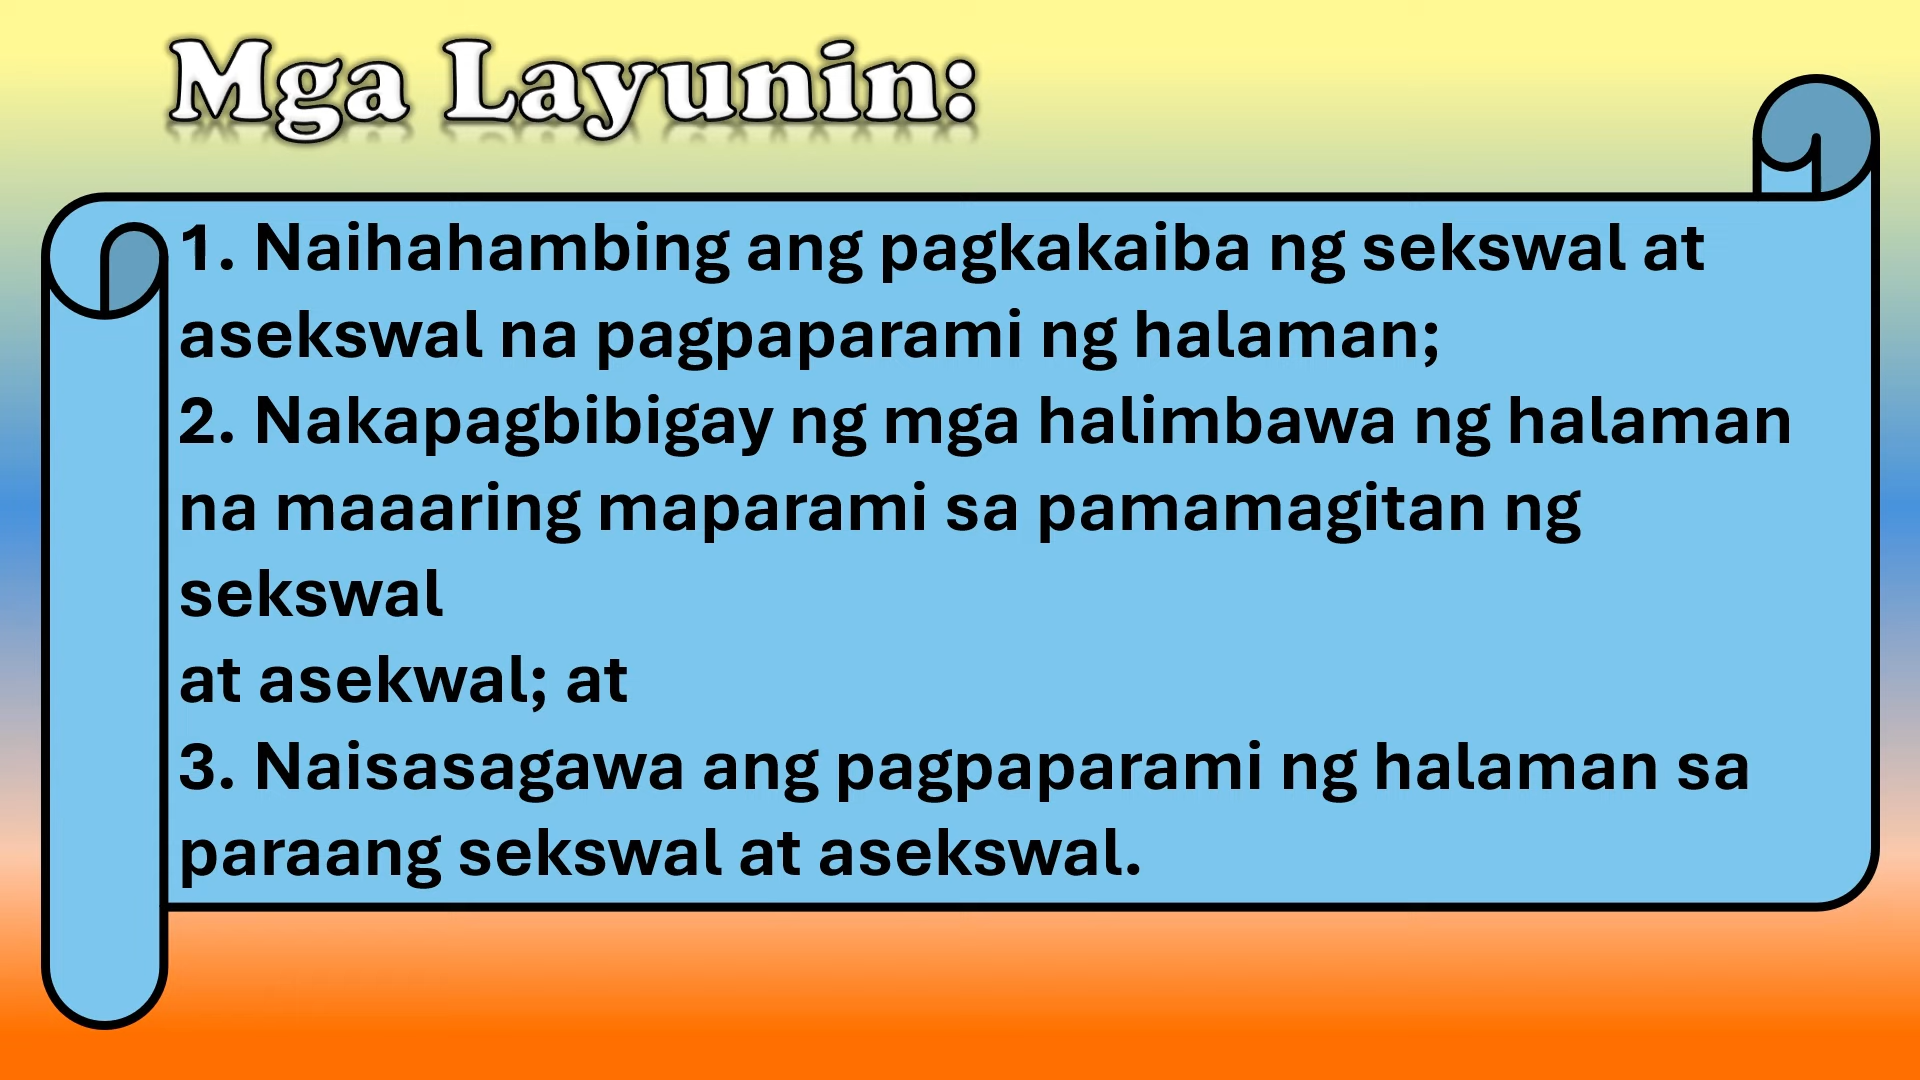 Mga Layunin:
1. Naihahambing ang pagkakaiba ng sekswal at
asekswal na pagpaparami ng halaman;
2. Nakapagbibigay ng mga halimbawa ng halaman
na maaaring maparami sa pamamagitan ng
sekswal
at asekwal; at
3. Naisasagawa ang pagpaparami ng halaman sa
paraang sekswal at asekswal.